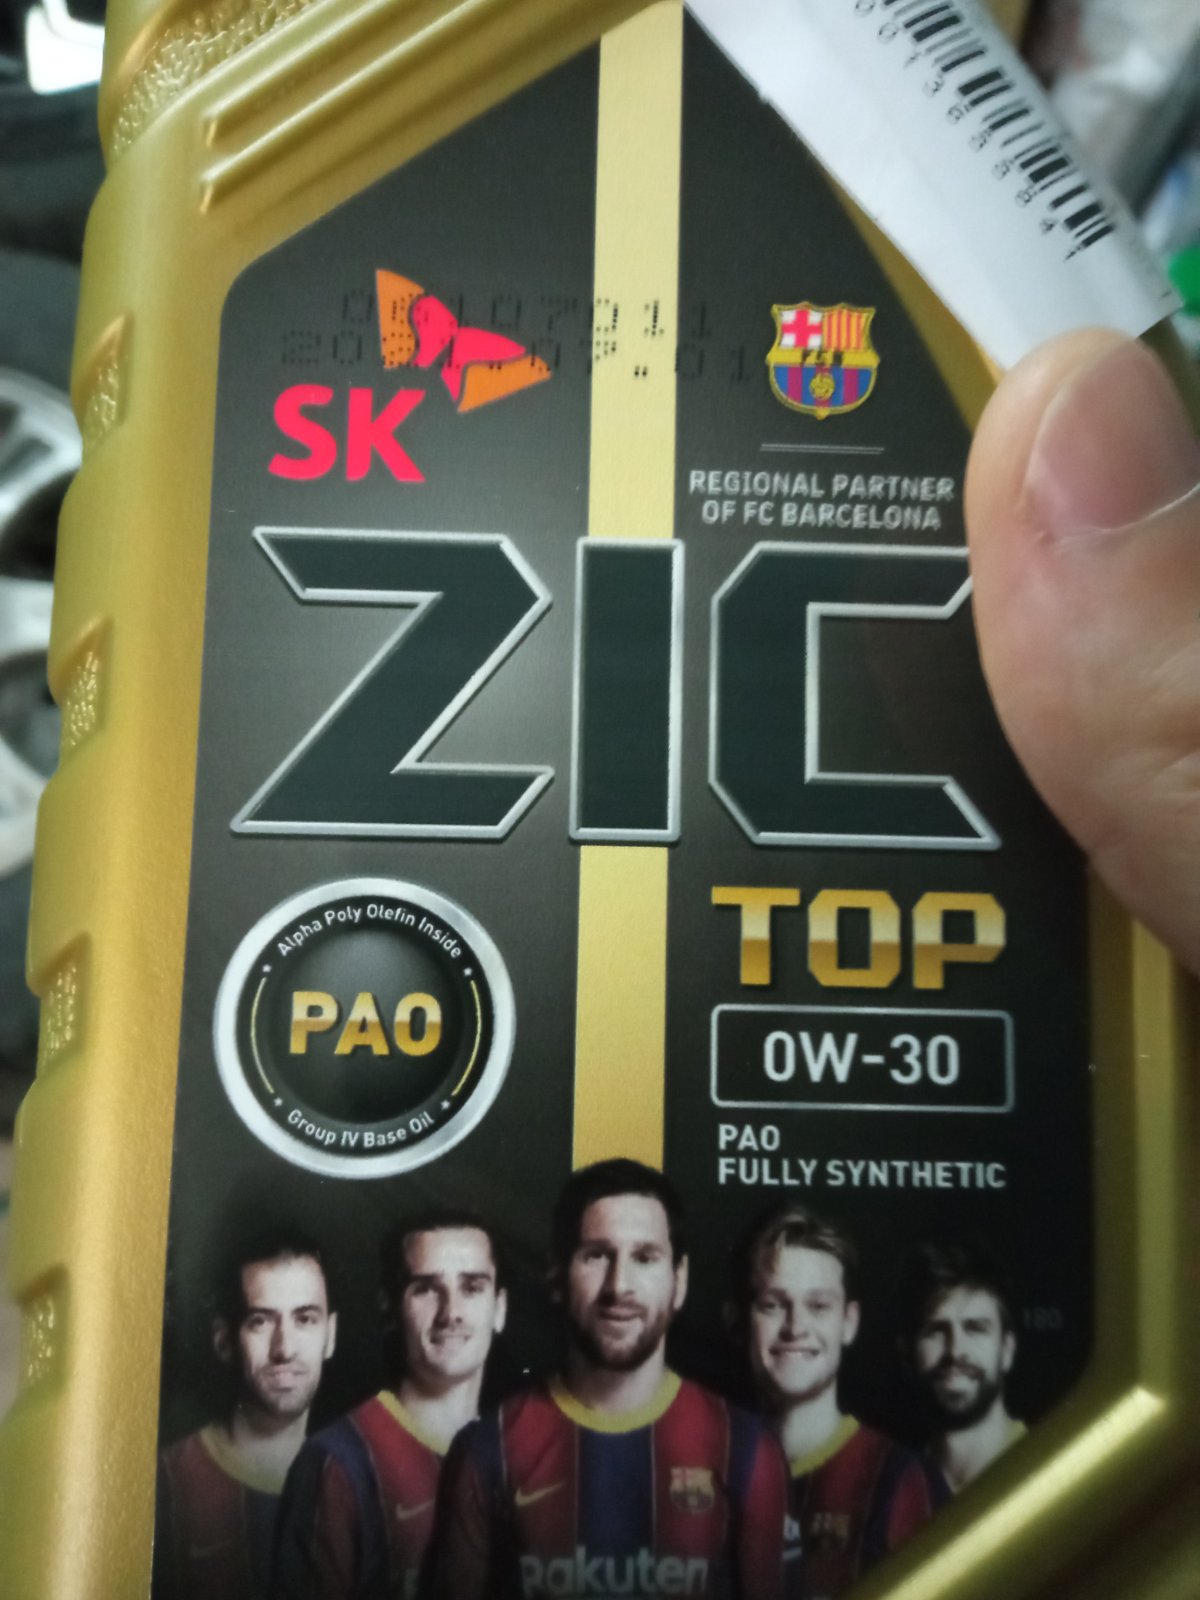 SK
REGIONAL PARTNER
OF FC BARCELONA
ZIC
TOP
0W-30
PAO
FULLY SYNTHETIC
Alpha Poly Olefin Inside
PAO
Group IV Base Oil
180
Rakuten